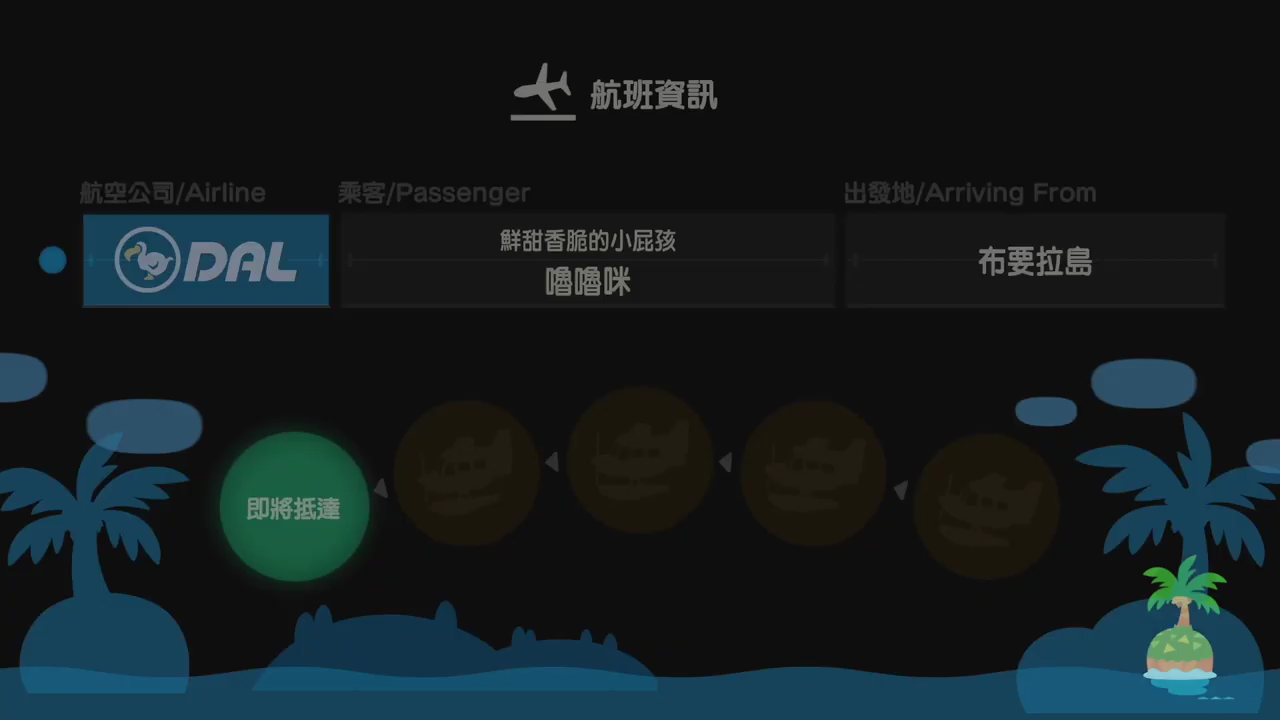 航班資訊
航空公司/Airline
乘客/Passenger
出發地/Arriving From
DAL
鮮甜香脆的小屁孩
嚕嚕咪
布要拉島
即將抵達